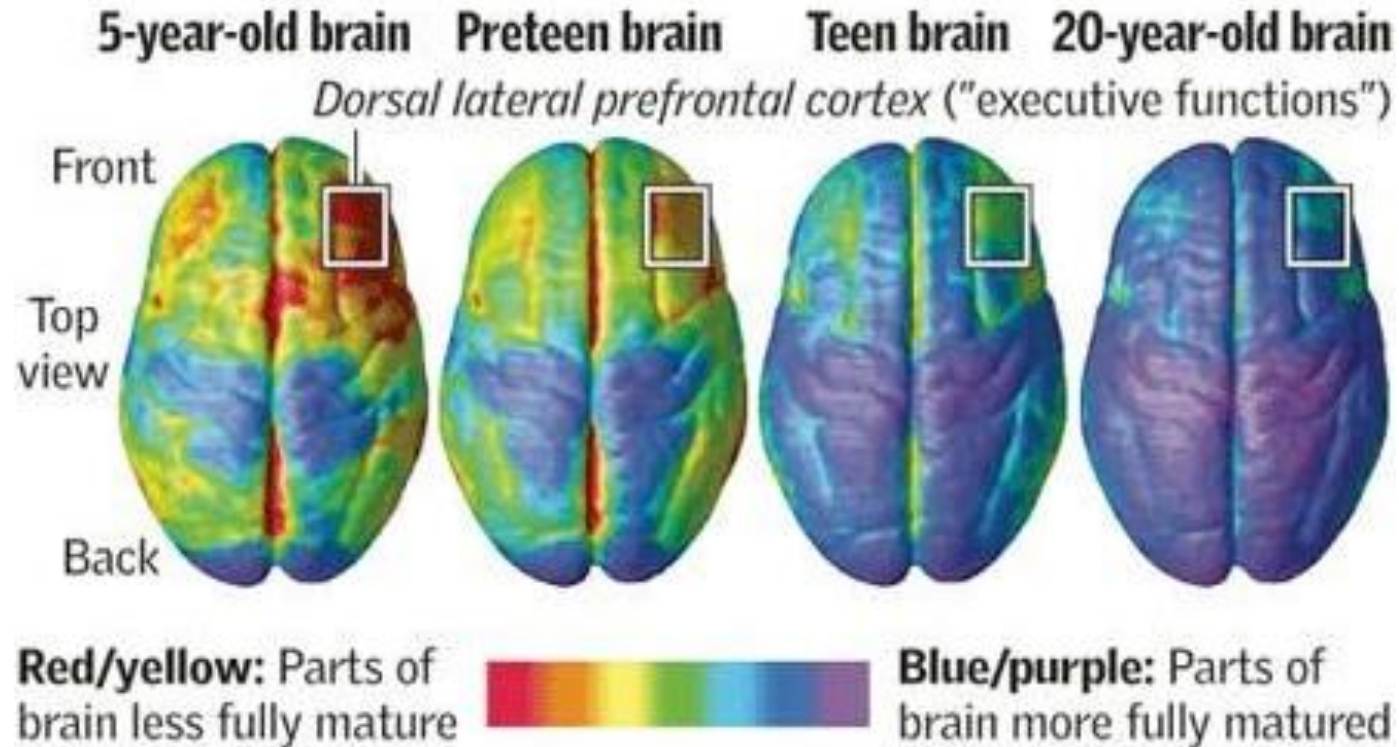 5-year-old brain Preteen brain Teen brain 20-year-old brain
Dorsal lateral prefrontal cortex ("executive functions")
Front
Top
view
Back
Red/yellow: Parts of
brain less fully mature
Blue/purple: Parts of
brain more fully matured